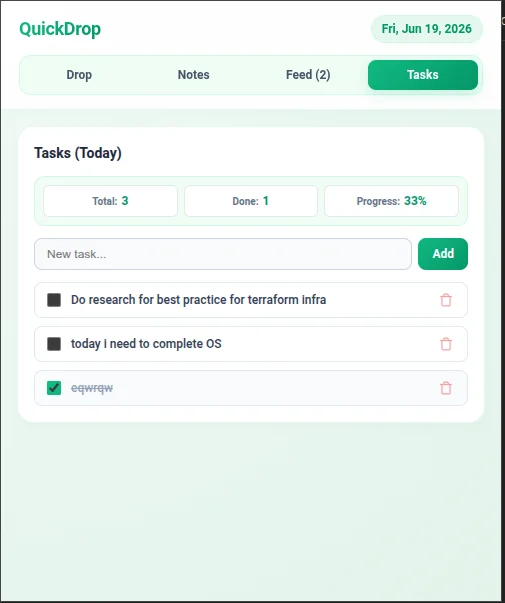 QuickDrop
Fri, Jun 19, 2026
Drop
Notes
Feed (2)
Tasks
Tasks (Today)
Total: 3
Done: 1
Progress: 33%
New task...
Add
Do research for best practice for terraform infra
today i need to complete OS
eqwrqw